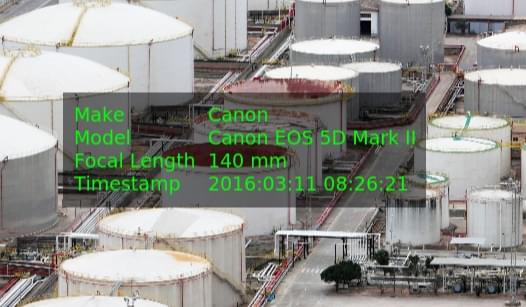 Make Canon
Model Canon EOS 5D Mark II
Focal Length 140 mm
Timestamp 2016:03:11 08:26:21